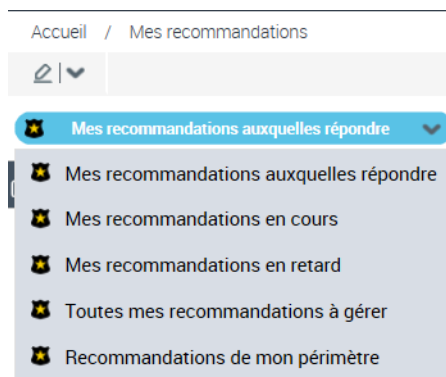 Accueil / Mes recommandations
Mes recommandations auxquelles répondre
Mes recommandations auxquelles répondre
Mes recommandations en cours
Mes recommandations en retard
Toutes mes recommandations à gérer
Recommandations de mon périmètre